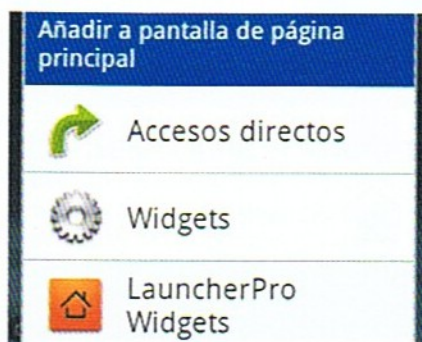 Añadir a pantalla de página
principal
Accesos directos
Widgets
LauncherPro
Widgets